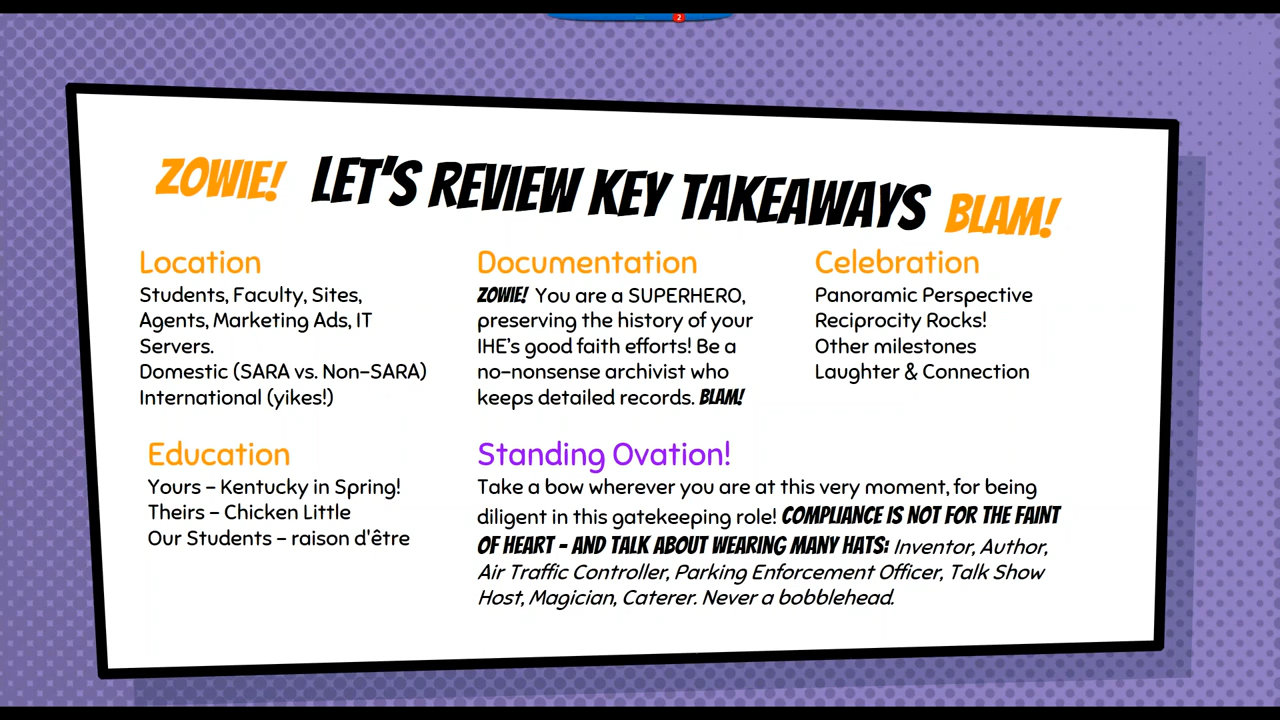 2
ZOWIE! LET'S REVIEW KEY TAKEAWAYS BLAM!
Location
Students, Faculty, Sites,
Agents, Marketing Ads, IT
Servers.
Domestic (SARA vs. Non-SARA)
International (yikes!)
Documentation
ZOWIE! You are a SUPERHERO,
preserving the history of your
IHE's good faith efforts! Be a
no-nonsense archivist who
keeps detailed records. BLAM!
Celebration
Panoramic Perspective
Reciprocity Rocks!
Other milestones
Laughter & Connection
Education
Yours - Kentucky in Spring!
Theirs - Chicken Little
Our Students - raison d'être
Standing Ovation!
Take a bow wherever you are at this very moment, for being
diligent in this gatekeeping role! COMPLIANCE IS NOT FOR THE FAINT
OF HEART - AND TALK ABOUT WEARING MANY HATS: Inventor, Author,
Air Traffic Controller, Parking Enforcement Officer, Talk Show
Host, Magician, Caterer. Never a bobblehead.